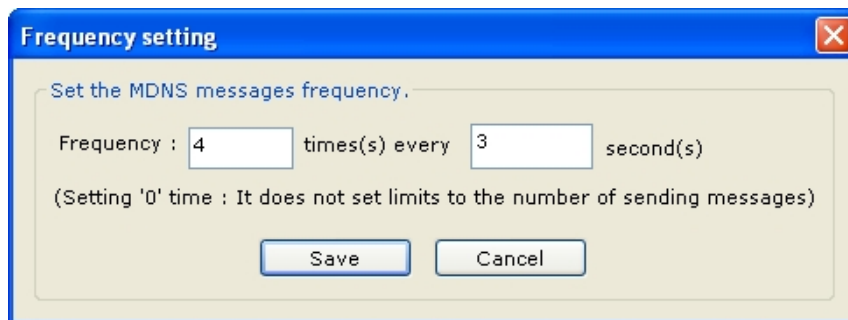 Frequency setting
Set the MDNS messages frequency.
Frequency : 4 times(s) every 3 second(s)
(Setting '0' time : It does not set limits to the number of sending messages)
Save Cancel